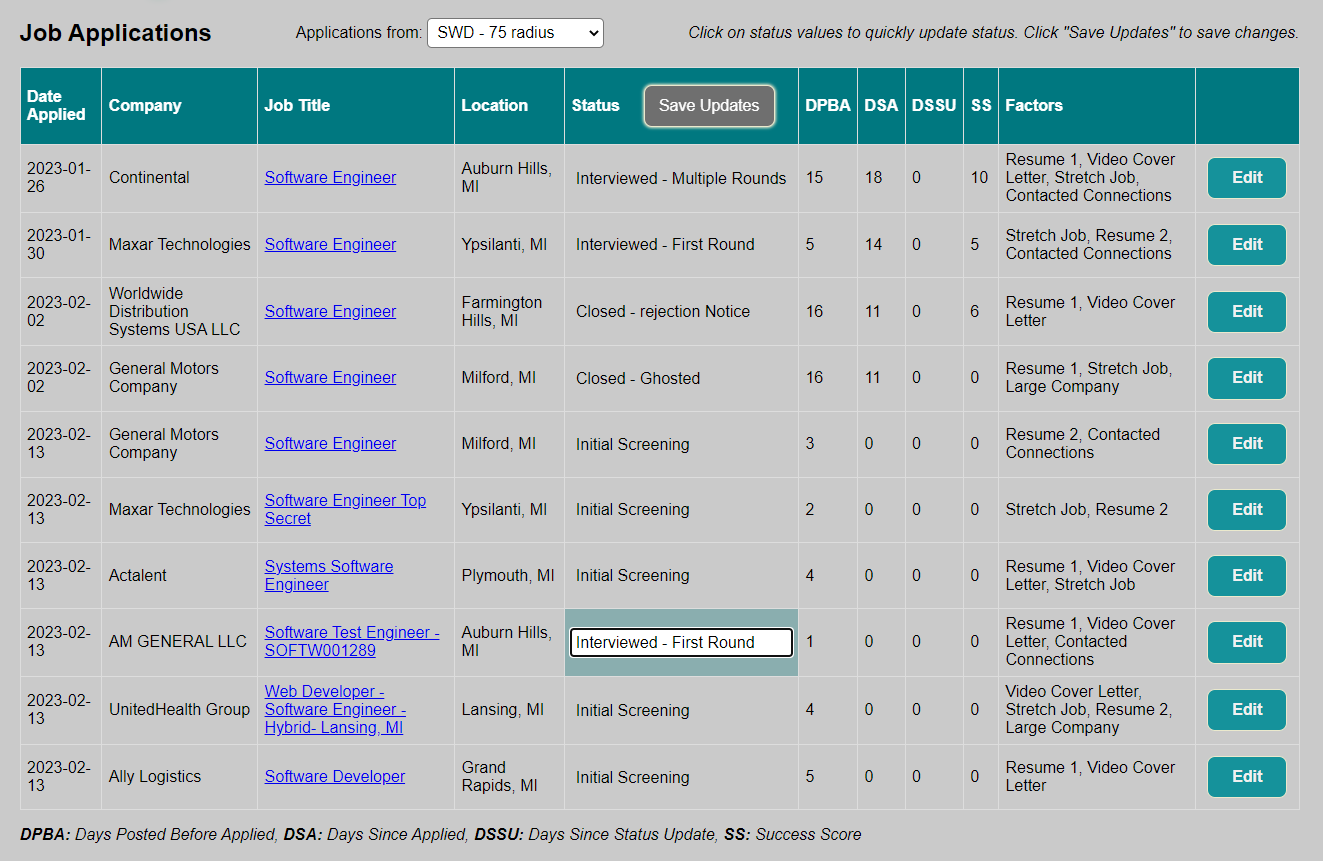 Job Applications
Applications from: SWD - 75 radius
Click on status values to quickly update status. Click "Save Updates" to save changes.
Date Applied Company Job Title Location Status Save Updates DPBA DSA DSSU SS Factors
2023-01-26 Continental Software Engineer Auburn Hills, MI Interviewed - Multiple Rounds 15 18 0 10 Resume 1, Video Cover Letter, Stretch Job, Contacted Connections Edit
2023-01-30 Maxar Technologies Software Engineer Ypsilanti, MI Interviewed - First Round 5 14 0 5 Stretch Job, Resume 2, Contacted Connections Edit
2023-02-02 Worldwide Distribution Systems USA LLC Software Engineer Farmington Hills, MI Closed - rejection Notice 16 11 0 6 Resume 1, Video Cover Letter Edit
2023-02-02 General Motors Company Software Engineer Milford, MI Closed - Ghosted 16 11 0 0 Resume 1, Stretch Job, Large Company Edit
2023-02-13 General Motors Company Software Engineer Milford, MI Initial Screening 3 0 0 0 Resume 2, Contacted Connections Edit
2023-02-13 Maxar Technologies Software Engineer Top Secret Ypsilanti, MI Initial Screening 2 0 0 0 Stretch Job, Resume 2 Edit
2023-02-13 Actalent Systems Software Engineer Plymouth, MI Initial Screening 4 0 0 0 Resume 1, Video Cover Letter, Stretch Job Edit
2023-02-13 AM GENERAL LLC Software Test Engineer - SOFTW001289 Auburn Hills, MI Interviewed - First Round 1 0 0 0 Resume 1, Video Cover Letter, Contacted Connections Edit
2023-02-13 UnitedHealth Group Web Developer - Software Engineer - Hybrid- Lansing, MI Lansing, MI Initial Screening 4 0 0 0 Video Cover Letter, Stretch Job, Resume 2, Large Company Edit
2023-02-13 Ally Logistics Software Developer Grand Rapids, MI Initial Screening 5 0 0 0 Resume 1, Video Cover Letter Edit
DPBA: Days Posted Before Applied, DSA: Days Since Applied, DSSU: Days Since Status Update, SS: Success Score